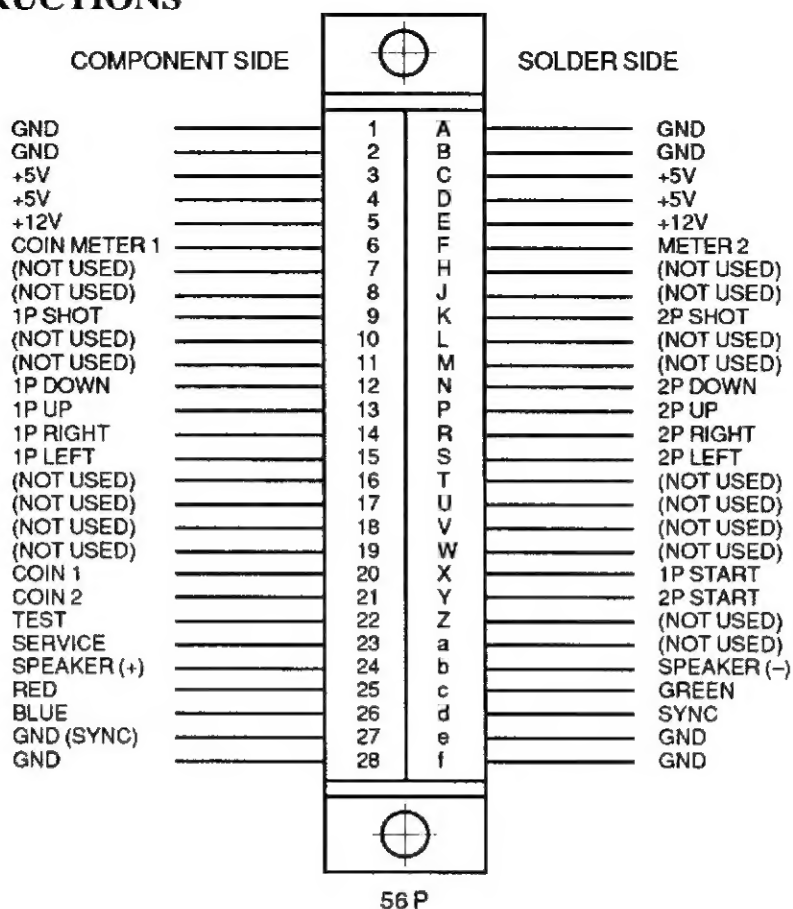 RUCTIONS
COMPONENT SIDE SOLDER SIDE
GND 1 A GND
GND 2 B GND
+5V 3 C +5V
+5V 4 D +5V
+12V 5 E +12V
COIN METER 1 6 F METER 2
(NOT USED) 7 H (NOT USED)
(NOT USED) 8 J (NOT USED)
1P SHOT 9 K 2P SHOT
(NOT USED) 10 L (NOT USED)
(NOT USED) 11 M (NOT USED)
1P DOWN 12 N 2P DOWN
1P UP 13 P 2P UP
1P RIGHT 14 R 2P RIGHT
1P LEFT 15 S 2P LEFT
(NOT USED) 16 T (NOT USED)
(NOT USED) 17 U (NOT USED)
(NOT USED) 18 V (NOT USED)
(NOT USED) 19 W (NOT USED)
COIN 1 20 X 1P START
COIN 2 21 Y 2P START
TEST 22 Z (NOT USED)
SERVICE 23 a (NOT USED)
SPEAKER (+) 24 b SPEAKER (–)
RED 25 c GREEN
BLUE 26 d SYNC
GND (SYNC) 27 e GND
GND 28 f GND
56 P